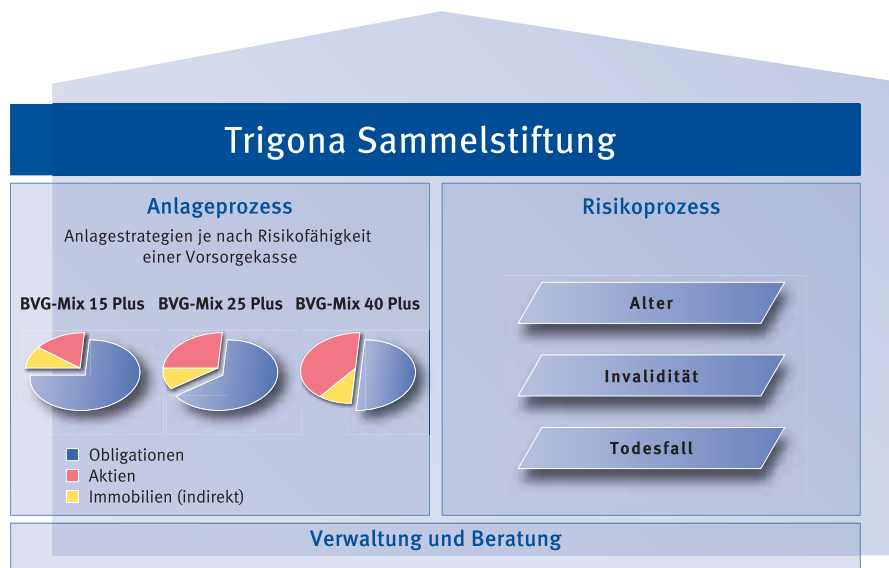 Trigona Sammelstiftung
Anlageprozess
Anlagestrategien je nach Risikofähigkeit
einer Vorsorgekasse
BVG-Mix 15 Plus BVG-Mix 25 Plus BVG-Mix 40 Plus
Obligationen
Aktien
Immobilien (indirekt)
Risikoprozess
Alter
Invalidität
Todesfall
Verwaltung und Beratung